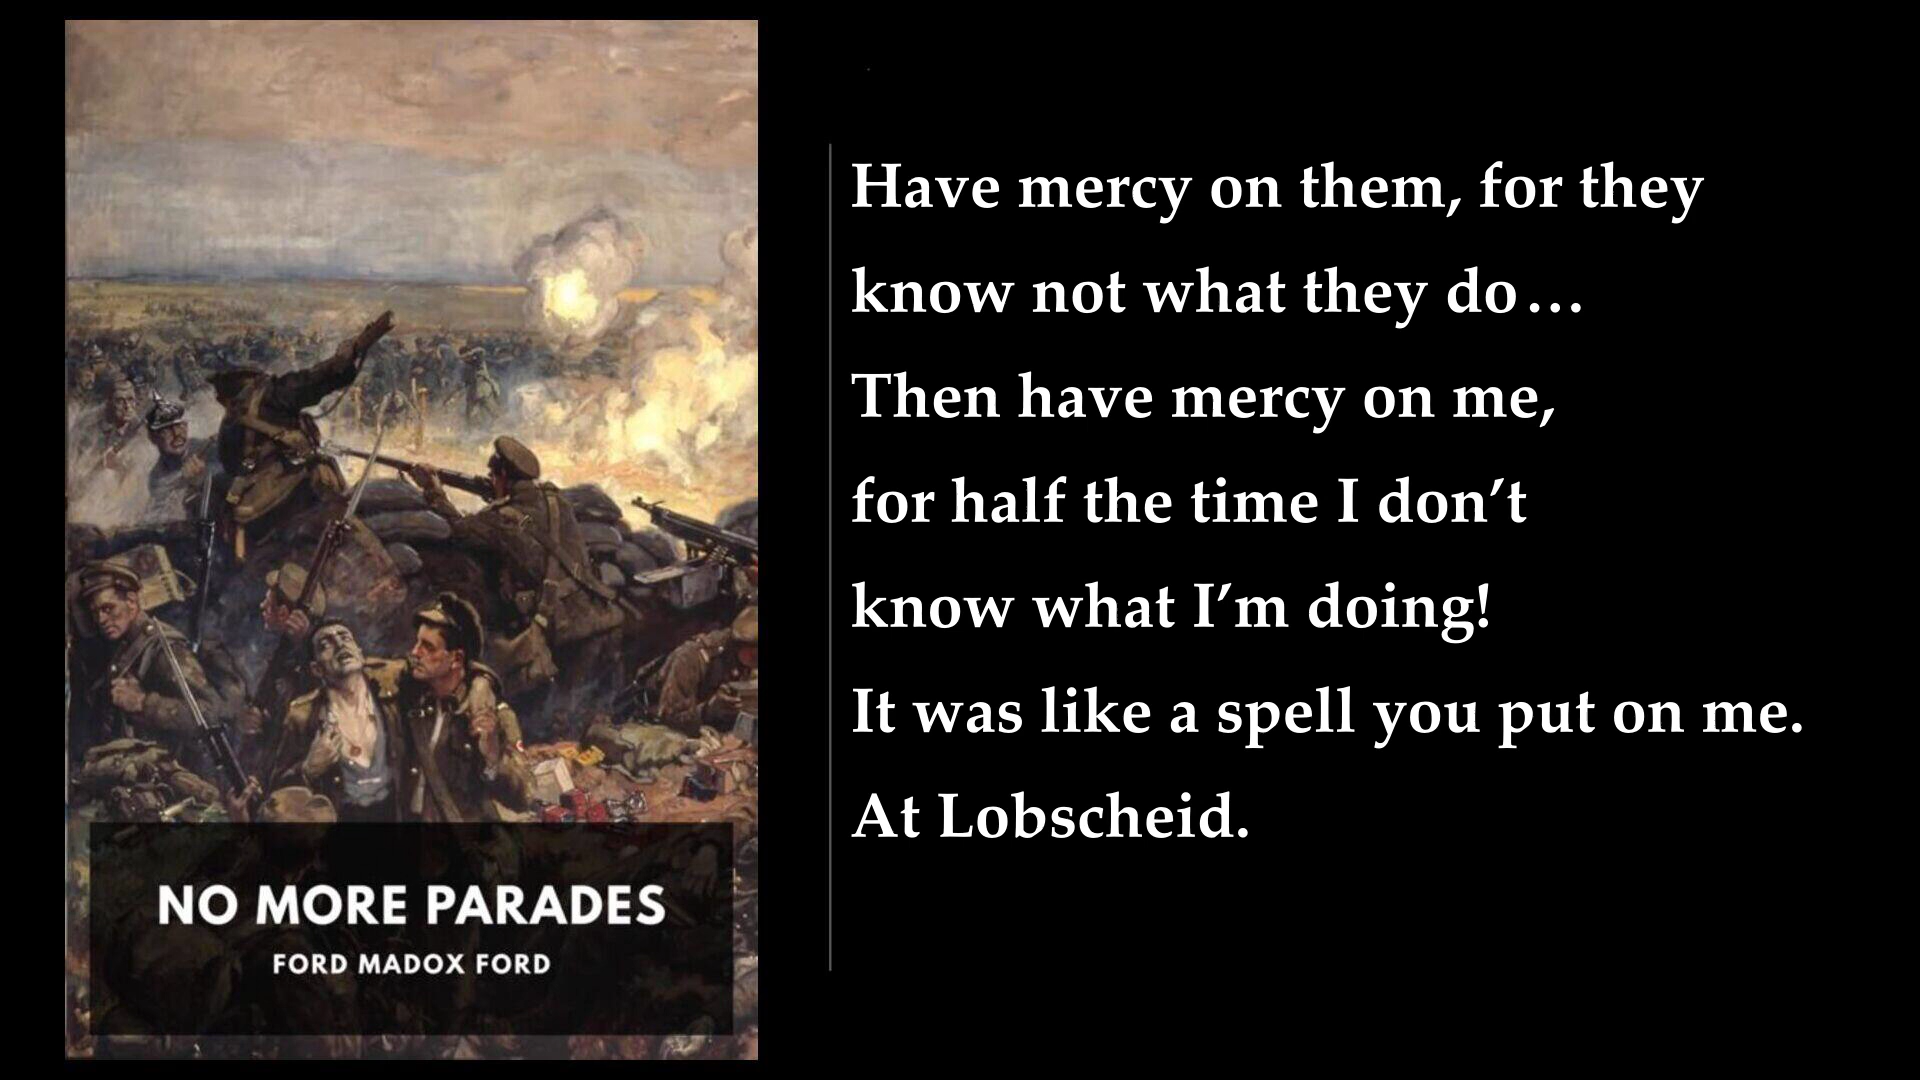 NO MORE PARADES
FORD MADOX FORD
Have mercy on them, for they
know not what they do…
Then have mercy on me,
for half the time I don’t
know what I’m doing!
It was like a spell you put on me.
At Lobscheid.